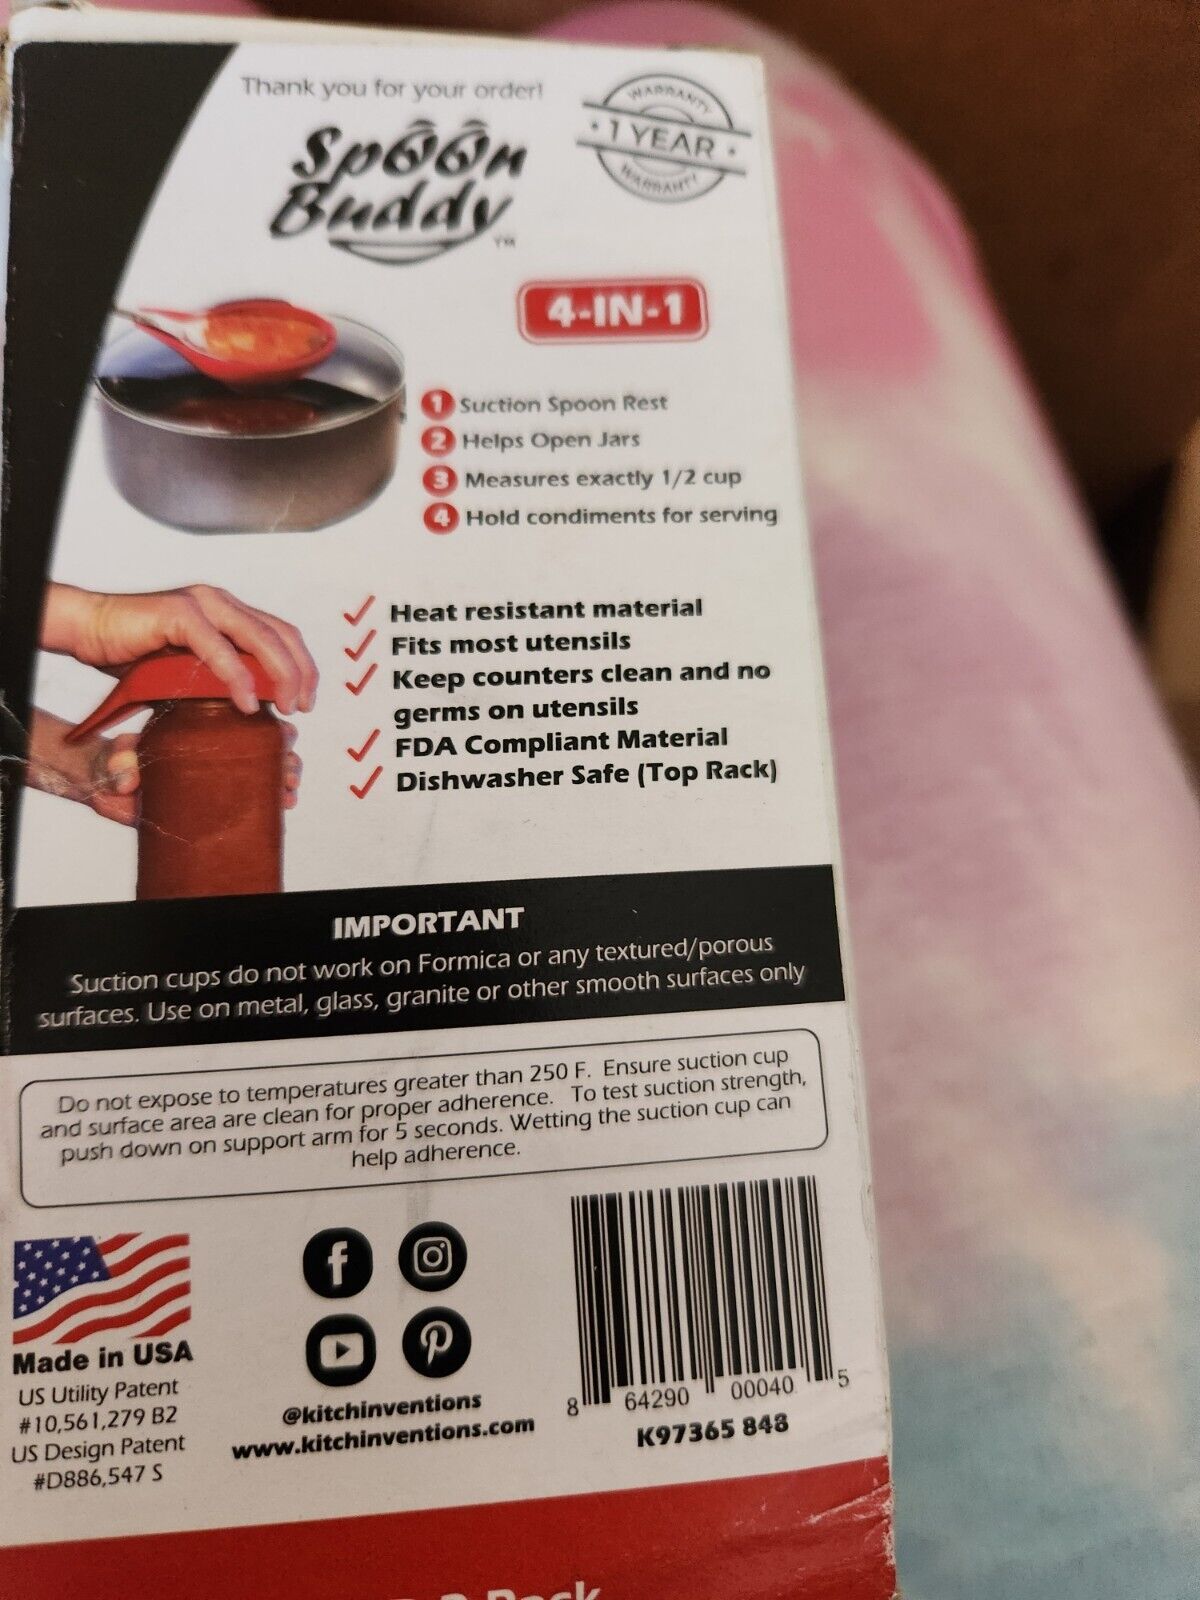 Thank you for your order!
WARRANTY
1 YEAR
WARRANTY
Spoon
Buddy
TM
4-IN-1
1 Suction Spoon Rest
2 Helps Open Jars
3 Measures exactly 1/2 cup
4 Hold condiments for serving
Heat resistant material
Fits most utensils
Keep counters clean and no
germs on utensils
FDA Compliant Material
Dishwasher Safe (Top Rack)
IMPORTANT
Suction cups do not work on Formica or any textured/porous
surfaces. Use on metal, glass, granite or other smooth surfaces only
Do not expose to temperatures greater than 250 F. Ensure suction cup
and surface area are clean for proper adherence. To test suction strength,
push down on support arm for 5 seconds. Wetting the suction cup can
help adherence.
Made in USA
US Utility Patent
#10,561,279 B2
US Design Patent
#D886,547 S
@kitchinventions
www.kitchinventions.com
8 64290 00040 5
K97365 848
Pack